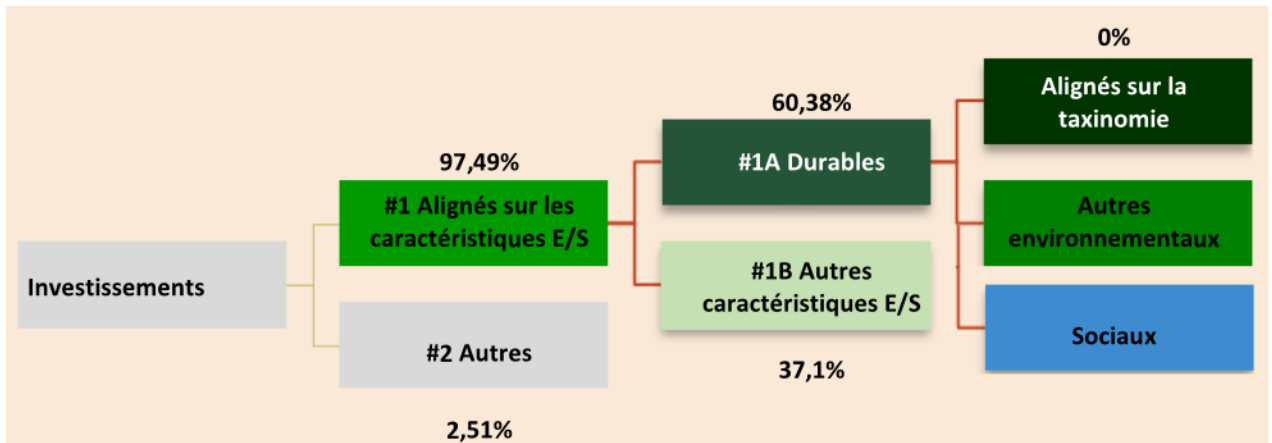 0%
Alignés sur la
taxinomie
60,38%
#1A Durables
97,49%
#1 Alignés sur les
caractéristiques E/S
Autres
environnementaux
#1B Autres
caractéristiques E/S
Investissements
Sociaux
#2 Autres
37,1%
2,51%